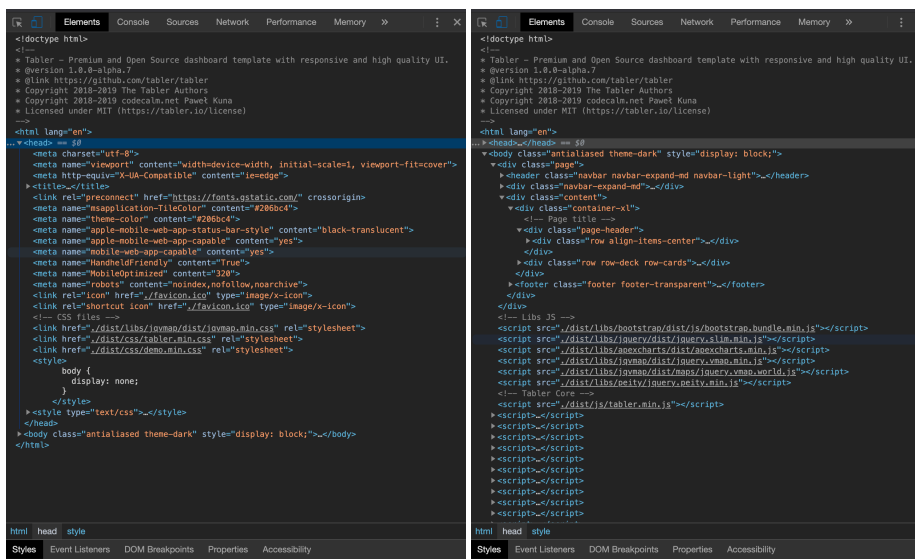 Elements Console Sources Network Performance Memory »
<!doctype html>
<!--
* Tabler – Premium and Open Source dashboard template with responsive and high quality UI.
* @version 1.0.0-alpha.7
* @link https://github.com/tabler/tabler
* Copyright 2018-2019 The Tabler Authors
* Copyright 2018-2019 codecalm.net Paweł Kuna
* Licensed under MIT (https://tabler.io/license)
-->
<html lang="en">
...▼<head> == $0
<meta charset="utf-8">
<meta name="viewport" content="width=device-width, initial-scale=1, viewport-fit=cover">
<meta http-equiv="X-UA-Compatible" content="ie=edge">
▶<title>…</title>
<link rel="preconnect" href="https://fonts.gstatic.com/" crossorigin>
<meta name="msapplication-TileColor" content="#206bc4">
<meta name="theme-color" content="#206bc4">
<meta name="apple-mobile-web-app-status-bar-style" content="black-translucent">
<meta name="apple-mobile-web-app-capable" content="yes">
<meta name="mobile-web-app-capable" content="yes">
<meta name="HandheldFriendly" content="True">
<meta name="MobileOptimized" content="320">
<meta name="robots" content="noindex,nofollow,noarchive">
<link rel="icon" href="./favicon.ico" type="image/x-icon">
<link rel="shortcut icon" href="./favicon.ico" type="image/x-icon">
<!-- CSS files -->
<link href="./dist/libs/jqvmap/dist/jqvmap.min.css" rel="stylesheet">
<link href="./dist/css/tabler.min.css" rel="stylesheet">
<link href="./dist/css/demo.min.css" rel="stylesheet">
<style>
body {
display: none;
}
</style>
▶<style type="text/css">…</style>
</head>
▶<body class="antialiased theme-dark" style="display: block;">…</body>
</html>
html head style
Styles Event Listeners DOM Breakpoints Properties Accessibility
Elements Console Sources Network Performance Memory »
<!doctype html>
<!--
* Tabler – Premium and Open Source dashboard template with responsive and high quality UI.
* @version 1.0.0-alpha.7
* @link https://github.com/tabler/tabler
* Copyright 2018-2019 The Tabler Authors
* Copyright 2018-2019 codecalm.net Paweł Kuna
* Licensed under MIT (https://tabler.io/license)
-->
<html lang="en">
...▶<head>…</head> == $0
▼<body class="antialiased theme-dark" style="display: block;">
▼<div class="page">
▶<header class="navbar navbar-expand-md navbar-light">…</header>
▶<div class="navbar-expand-md">…</div>
▼<div class="content">
▼<div class="container-xl">
<!-- Page title -->
▼<div class="page-header">
▶<div class="row align-items-center">…</div>
</div>
▶<div class="row row-deck row-cards">…</div>
</div>
▶<footer class="footer footer-transparent">…</footer>
</div>
</div>
<!-- Libs JS -->
<script src="./dist/libs/bootstrap/dist/js/bootstrap.bundle.min.js"></script>
<script src="./dist/libs/jquery/dist/jquery.slim.min.js"></script>
<script src="./dist/libs/apexcharts/dist/apexcharts.min.js"></script>
<script src="./dist/libs/jqvmap/dist/jquery.vmap.min.js"></script>
<script src="./dist/libs/jqvmap/dist/maps/jquery.vmap.world.js"></script>
<script src="./dist/libs/peity/jquery.peity.min.js"></script>
<!-- Tabler Core -->
<script src="./dist/js/tabler.min.js"></script>
▶<script>…</script>
▶<script>…</script>
▶<script>…</script>
▶<script>…</script>
▶<script>…</script>
▶<script>…</script>
▶<script>…</script>
▶<script>…</script>
▶<script>…</script>
▶<script>…</script>
html head style
Styles Event Listeners DOM Breakpoints Properties Accessibility